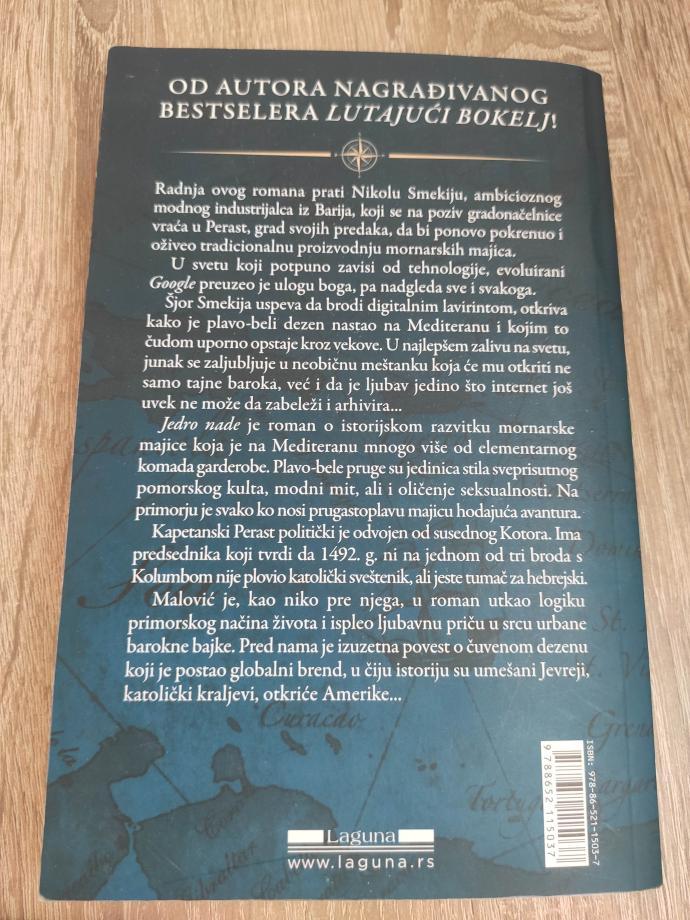 OD AUTORA NAGRAĐIVANOG
BESTSELERA LUTAJUĆI BOKELJ!
Radnja ovog romana prati Nikolu Smekiju, ambicioznog
modnog industrijalca iz Barija, koji se na poziv gradonačelnice
vraća u Perast, grad svojih predaka, da bi ponovo pokrenuo i
oživeo tradicionalnu proizvodnju mornarskih majica.
U svetu koji potpuno zavisi od tehnologije, evoluirani
Google preuzeo je ulogu boga, pa nadgleda sve i svakoga.
Šjor Smekija uspeva da brodi digitalnim lavirintom, otkriva
kako je plavo-beli dezen nastao na Mediteranu i kojim to
čudom uporno opstaje kroz vekove. U najlepšem zalivu na svetu,
junak se zaljubljuje u neobičnu meštanku koja će mu otkriti ne
samo tajne baroka, već i da je ljubav jedino što internet još
uvek ne može da zabeleži i arhivira...
Jedro nade je roman o istorijskom razvitku mornarske
majice koja je na Mediteranu mnogo više od elementarnog
komada garderobe. Plavo-bele pruge su jedinica stila sveprisutnog
pomorskog kulta, modni mit, ali i oličenje seksualnosti. Na
primorju je svako ko nosi prugastoplavu majicu hodajuća avantura.
Kapetanski Perast politički je odvojen od susednog Kotora. Ima
predsednika koji tvrdi da 1492. g. ni na jednom od tri broda s
Kolumbom nije plovio katolički sveštenik, ali jeste tumač za hebrejski.
Malović je, kao niko pre njega, u roman utkao logiku
primorskog načina života i ispleo ljubavnu priču u srcu urbane
barokne bajke. Pred nama je izuzetna povest o čuvenom dezenu
koji je postao globalni brend, u čiju istoriju su umešani Jevreji,
katolički kraljevi, otkriće Amerike...
Curacao
ISBN: 978-86-521-1503-7
9 788652 115037
Laguna
www.laguna.rs